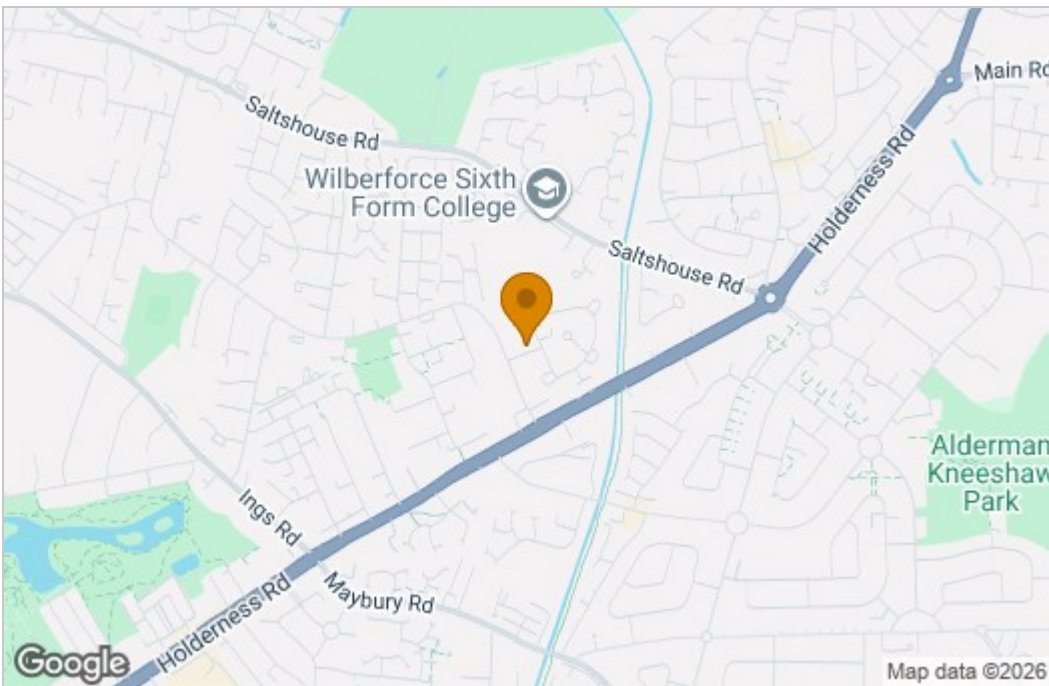 Main Rd
Saltshouse Rd
Holderness Rd
Wilberforce Sixth
Form College
Saltshouse Rd
Alderman
Kneeshaw
Park
Ings Rd
Maybury Rd
Holderness Rd
Google
Map data ©2026